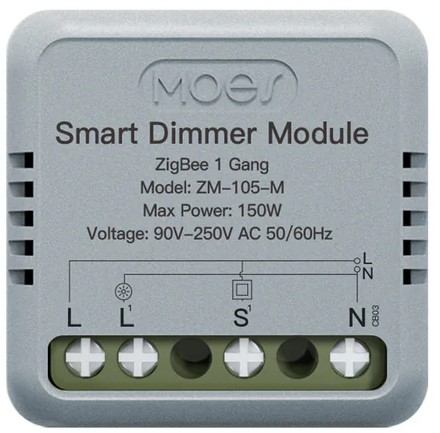 MOES
Smart Dimmer Module
ZigBee 1 Gang
Model: ZM-105-M
Max Power: 150W
Voltage: 90V-250V AC 50/60Hz
L
N
L L1 S1 N
CB03